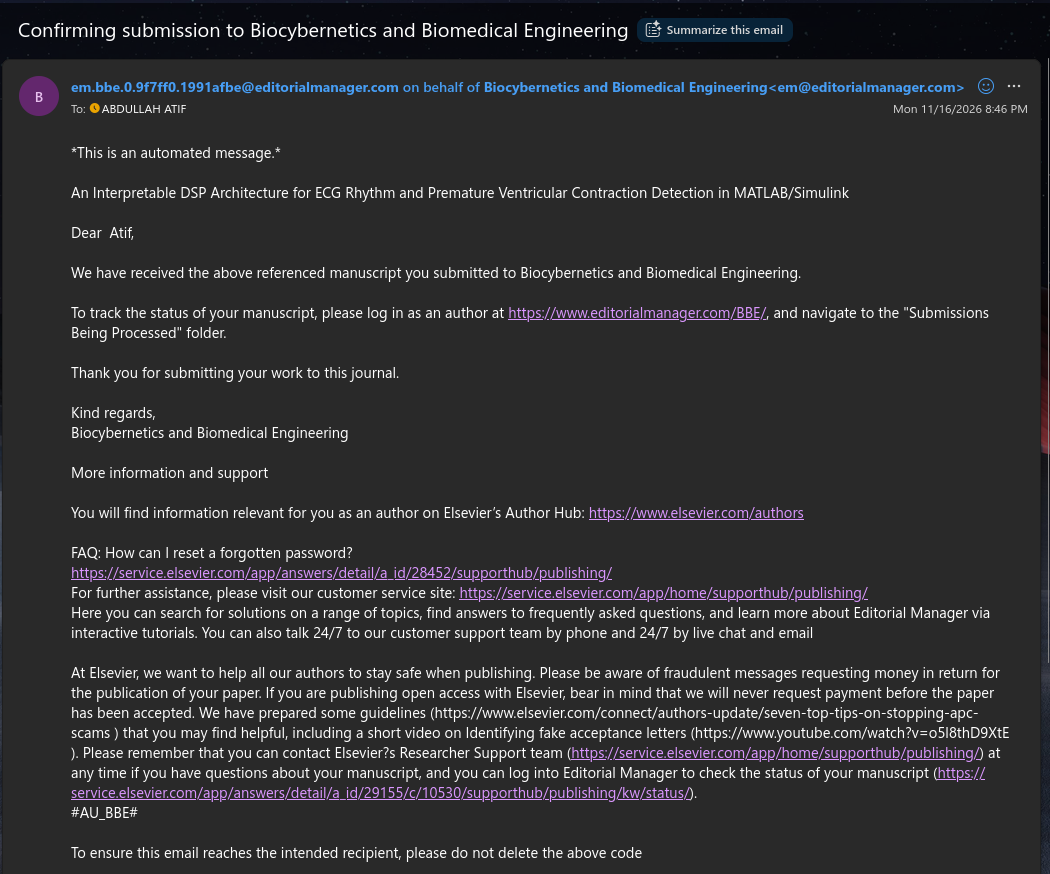 Confirming submission to Biocybernetics and Biomedical Engineering
Summarize this email
B
em.bbe.0.9f7ff0.1991afbe@editorialmanager.com on behalf of Biocybernetics and Biomedical Engineering<em@editorialmanager.com>
To: ABDULLAH ATIF
Mon 11/16/2026 8:46 PM
*This is an automated message.*
An Interpretable DSP Architecture for ECG Rhythm and Premature Ventricular Contraction Detection in MATLAB/Simulink
Dear  Atif,
We have received the above referenced manuscript you submitted to Biocybernetics and Biomedical Engineering.
To track the status of your manuscript, please log in as an author at https://www.editorialmanager.com/BBE/, and navigate to the "Submissions
Being Processed" folder.
Thank you for submitting your work to this journal.
Kind regards,
Biocybernetics and Biomedical Engineering
More information and support
You will find information relevant for you as an author on Elsevier’s Author Hub: https://www.elsevier.com/authors
FAQ: How can I reset a forgotten password?
https://service.elsevier.com/app/answers/detail/a_id/28452/supporthub/publishing/
For further assistance, please visit our customer service site: https://service.elsevier.com/app/home/supporthub/publishing/
Here you can search for solutions on a range of topics, find answers to frequently asked questions, and learn more about Editorial Manager via
interactive tutorials. You can also talk 24/7 to our customer support team by phone and 24/7 by live chat and email
At Elsevier, we want to help all our authors to stay safe when publishing. Please be aware of fraudulent messages requesting money in return for
the publication of your paper. If you are publishing open access with Elsevier, bear in mind that we will never request payment before the paper
has been accepted. We have prepared some guidelines (https://www.elsevier.com/connect/authors-update/seven-top-tips-on-stopping-apc-
scams ) that you may find helpful, including a short video on Identifying fake acceptance letters (https://www.youtube.com/watch?v=o5l8thD9XtE
). Please remember that you can contact Elsevier?s Researcher Support team (https://service.elsevier.com/app/home/supporthub/publishing/) at
any time if you have questions about your manuscript, and you can log into Editorial Manager to check the status of your manuscript (https://
service.elsevier.com/app/answers/detail/a_id/29155/c/10530/supporthub/publishing/kw/status/).
#AU_BBE#
To ensure this email reaches the intended recipient, please do not delete the above code